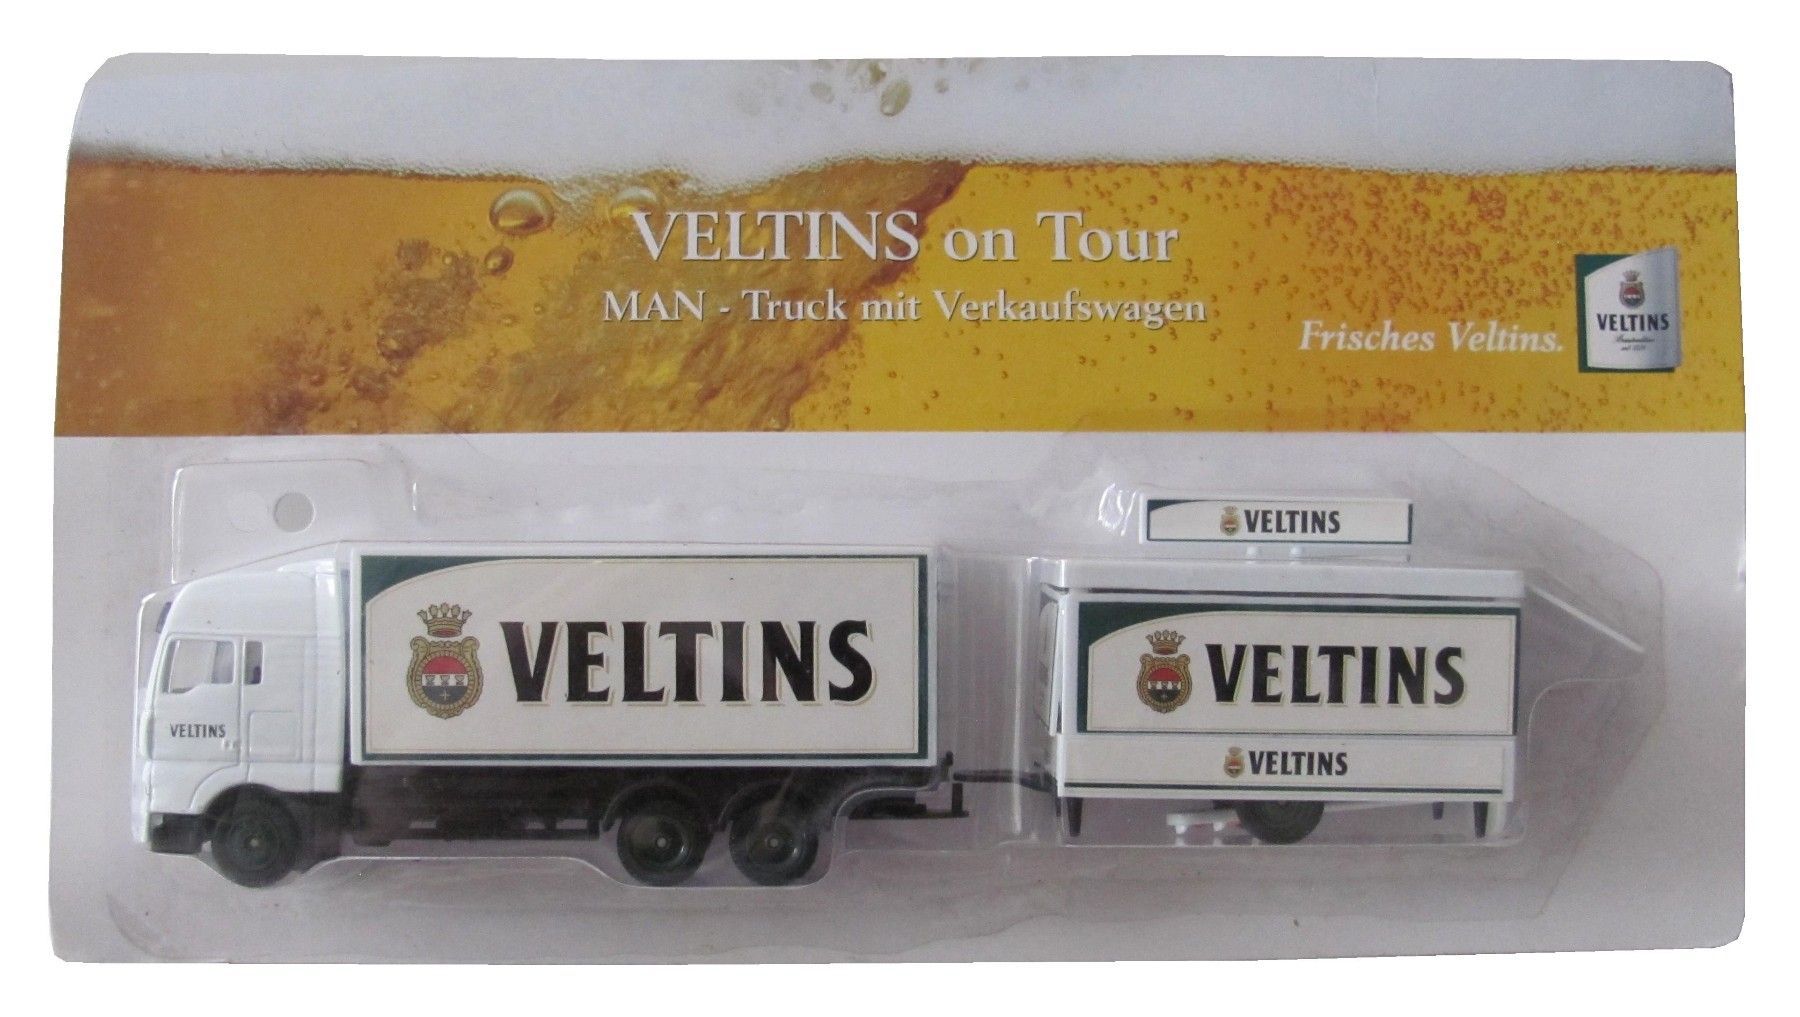 VELTINS on Tour
MAN - Truck mit Verkaufswagen
Frisches Veltins.
VELTINS
VELTINS
VELTINS
VELTINS
VELTINS
VELTINS